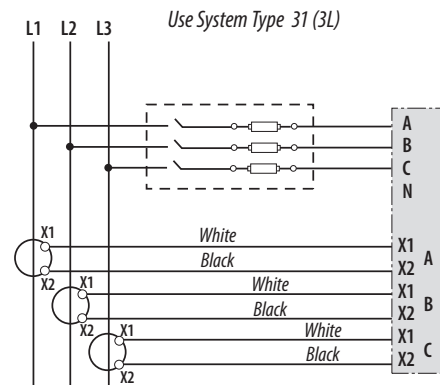 Use System Type 31 (3L)
L1 L2 L3
A
B
C
N
X1 White X1
X2 Black X2 A
X1 White X1
X2 Black X2 B
X1 White X1
X2 Black X2 C